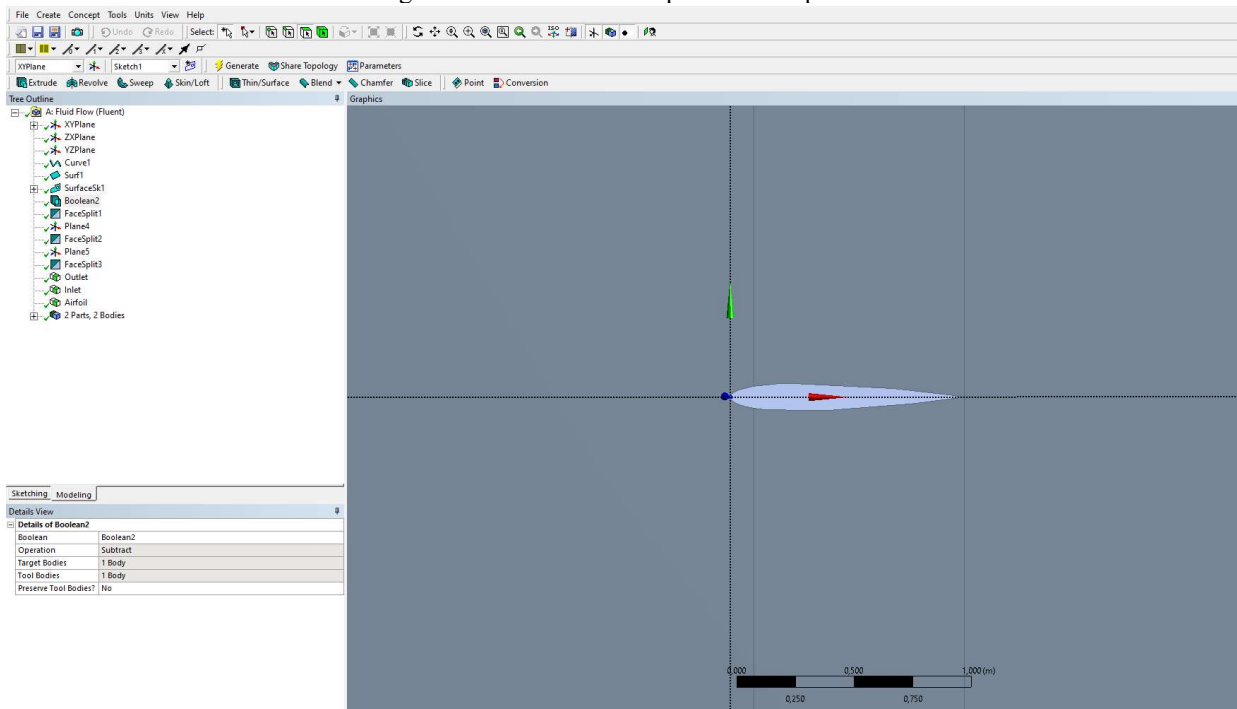 File Create Concept Tools Units View Help
Undo Redo Select:
XYPlane Sketch1 Generate Share Topology Parameters
Extrude Revolve Sweep Skin/Loft Thin/Surface Blend Chamfer Slice Point Conversion
Tree Outline
A: Fluid Flow (Fluent)
XYPlane
ZXPlane
YZPlane
Curve1
Surf1
SurfaceSk1
Boolean2
FaceSplit1
Plane4
FaceSplit2
Plane5
FaceSplit3
Outlet
Inlet
Airfoil
2 Parts, 2 Bodies
Sketching Modeling
Details View
Details of Boolean2
Boolean Boolean2
Operation Subtract
Target Bodies 1 Body
Tool Bodies 1 Body
Preserve Tool Bodies? No
Graphics
0,000 0,500 1,000 (m)
0,250 0,750